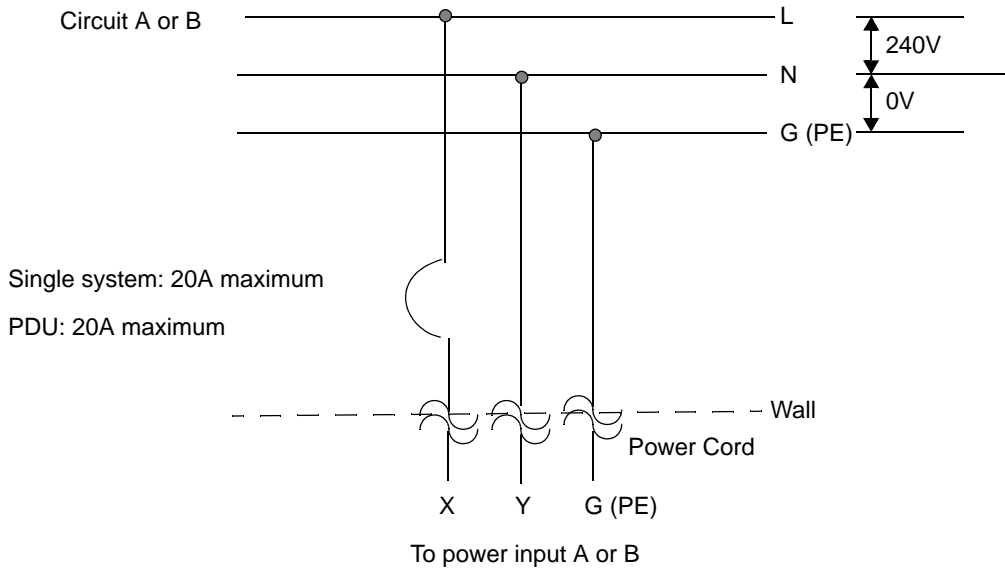 Circuit A or B
L
240V
N
0V
G (PE)
Single system: 20A maximum
PDU: 20A maximum
Wall
Power Cord
X Y G (PE)
To power input A or B